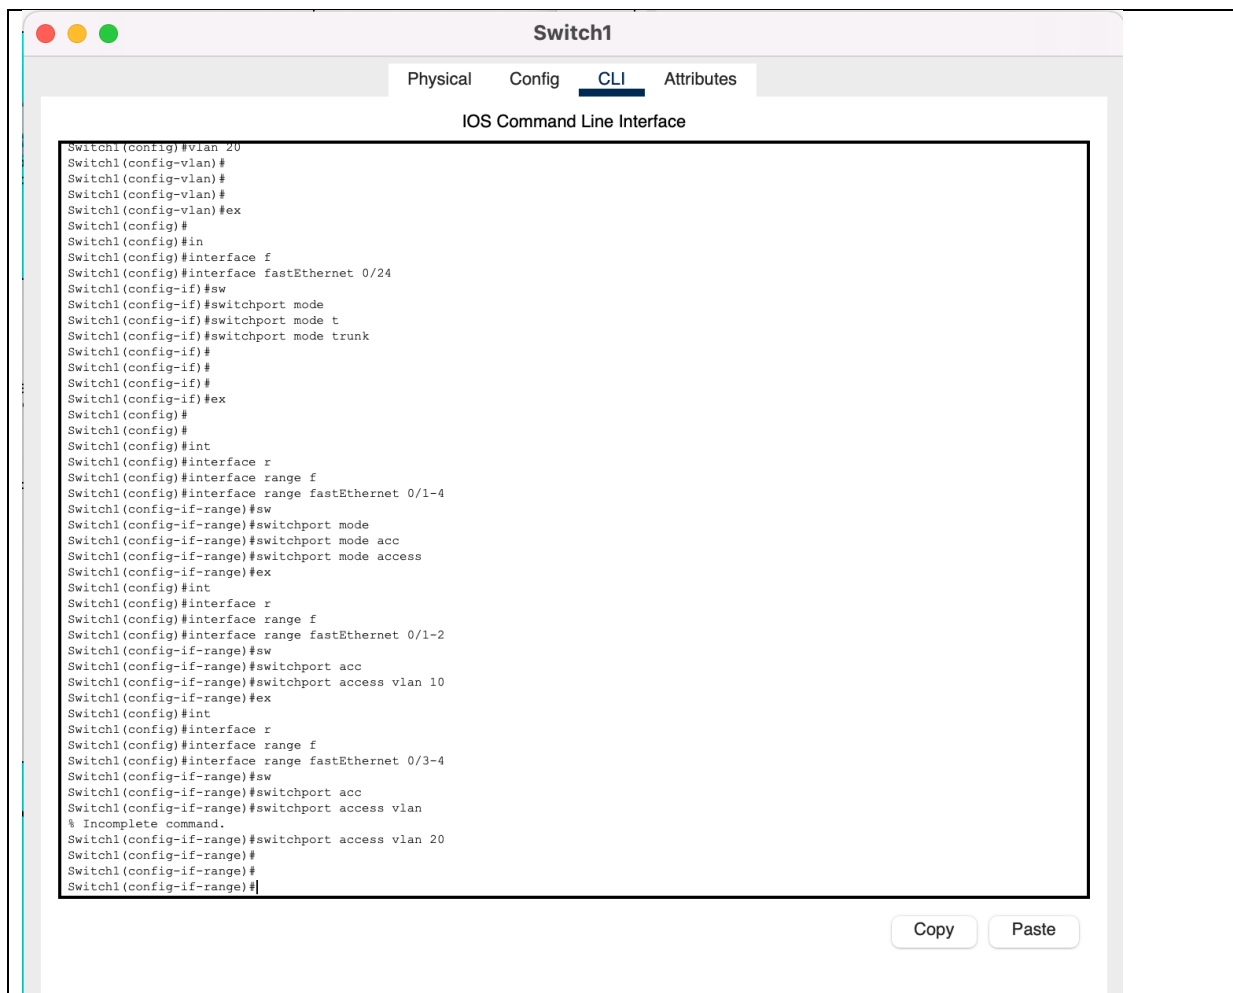 Switch1
Physical Config CLI Attributes
IOS Command Line Interface
Switch1(config)#vlan 20
Switch1(config-vlan)#
Switch1(config-vlan)#
Switch1(config-vlan)#
Switch1(config-vlan)#ex
Switch1(config)#
Switch1(config)#in
Switch1(config)#interface f
Switch1(config)#interface fastEthernet 0/24
Switch1(config-if)#sw
Switch1(config-if)#switchport mode
Switch1(config-if)#switchport mode t
Switch1(config-if)#switchport mode trunk
Switch1(config-if)#
Switch1(config-if)#
Switch1(config-if)#
Switch1(config-if)#ex
Switch1(config)#
Switch1(config)#
Switch1(config)#int
Switch1(config)#interface r
Switch1(config)#interface range f
Switch1(config)#interface range fastEthernet 0/1-4
Switch1(config-if-range)#sw
Switch1(config-if-range)#switchport mode
Switch1(config-if-range)#switchport mode acc
Switch1(config-if-range)#switchport mode access
Switch1(config-if-range)#ex
Switch1(config)#int
Switch1(config)#interface r
Switch1(config)#interface range f
Switch1(config)#interface range fastEthernet 0/1-2
Switch1(config-if-range)#sw
Switch1(config-if-range)#switchport acc
Switch1(config-if-range)#switchport access vlan 10
Switch1(config-if-range)#ex
Switch1(config)#int
Switch1(config)#interface r
Switch1(config)#interface range f
Switch1(config)#interface range fastEthernet 0/3-4
Switch1(config-if-range)#sw
Switch1(config-if-range)#switchport acc
Switch1(config-if-range)#switchport access vlan
% Incomplete command.
Switch1(config-if-range)#switchport access vlan 20
Switch1(config-if-range)#
Switch1(config-if-range)#
Switch1(config-if-range)#
Copy Paste